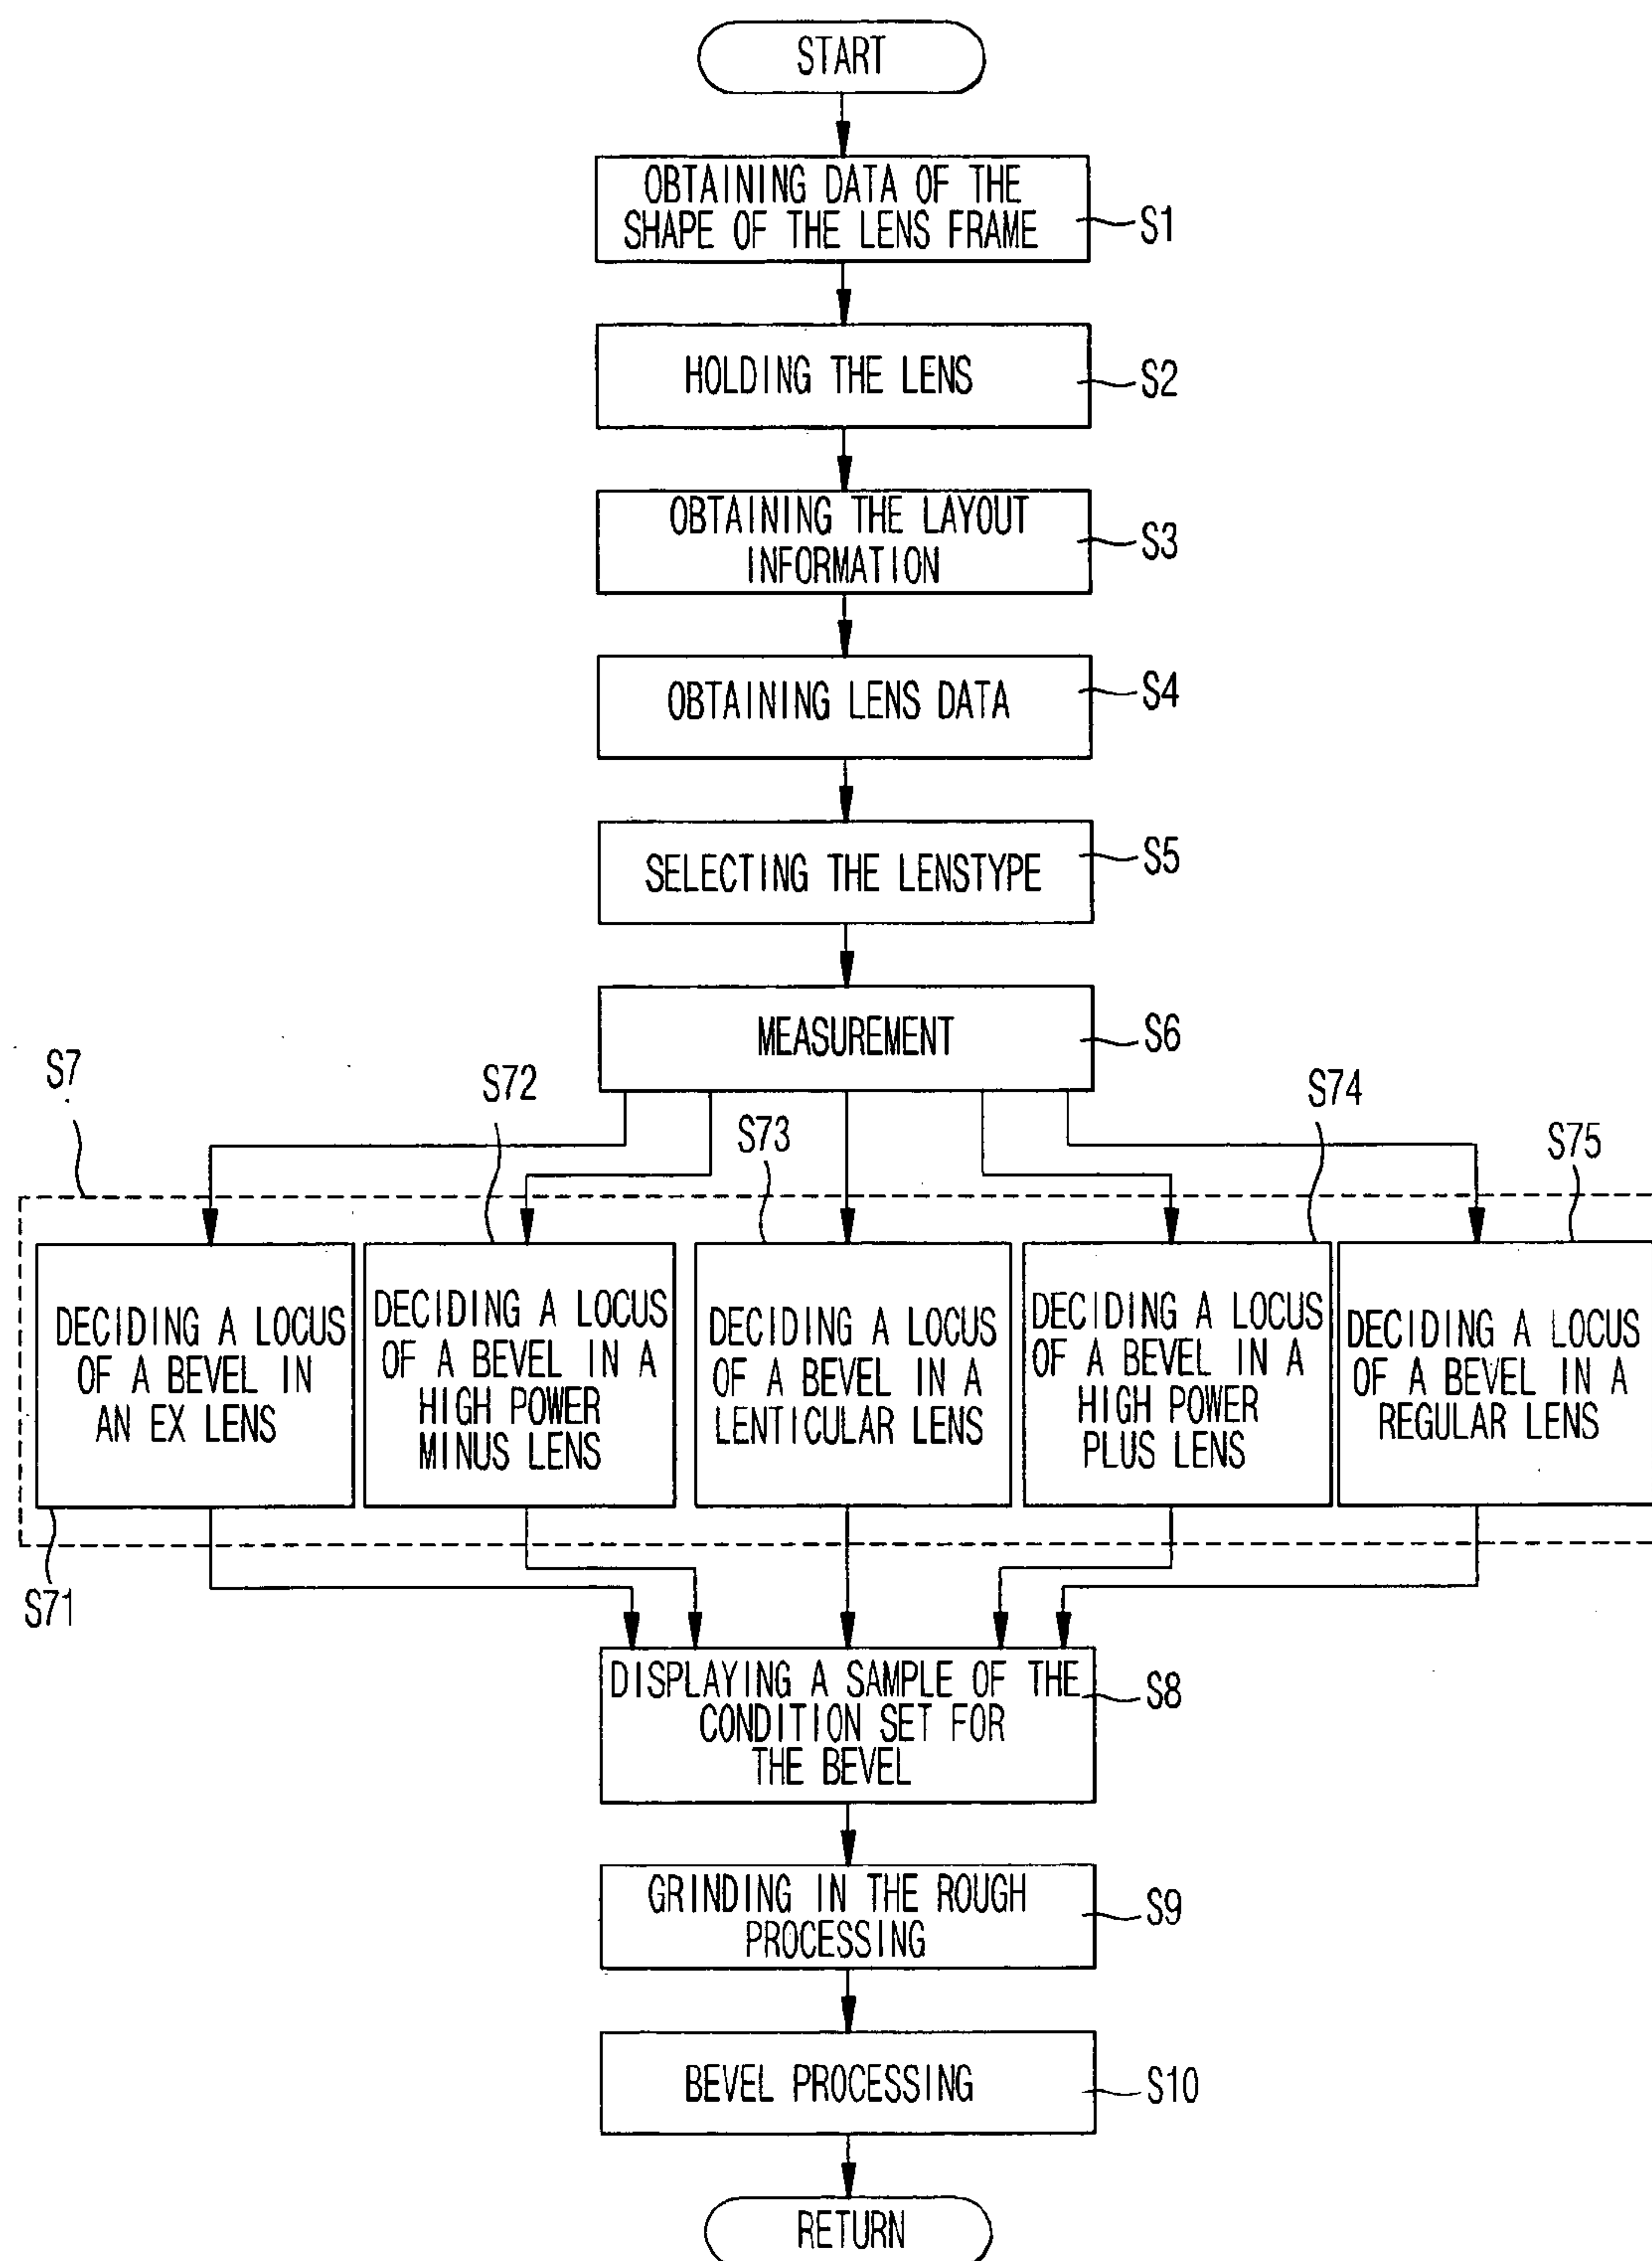 START
OBTAINING DATA OF THE
SHAPE OF THE LENS FRAME
S1
HOLDING THE LENS
S2
OBTAINING THE LAYOUT
INFORMATION
S3
OBTAINING LENS DATA
S4
SELECTING THE LENSTYPE
S5
MEASUREMENT
S6
S7
S72
S73
S74
S75
DECIDING A LOCUS
OF A BEVEL IN
AN EX LENS
DECIDING A LOCUS
OF A BEVEL IN A
HIGH POWER
MINUS LENS
DECIDING A LOCUS
OF A BEVEL IN A
LENTICULAR LENS
DECIDING A LOCUS
OF A BEVEL IN A
HIGH POWER
PLUS LENS
DECIDING A LOCUS
OF A BEVEL IN A
REGULAR LENS
S71
DISPLAYING A SAMPLE OF THE
CONDITION SET FOR
THE BEVEL
S8
GRINDING IN THE ROUGH
PROCESSING
S9
BEVEL PROCESSING
S10
RETURN